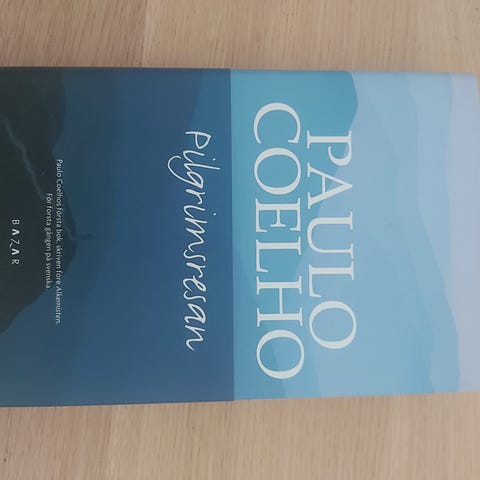 PAULO
COELHO
Pilgrimsresan
Paulo Coelhos första bok, skriven före Alkemisten.
För första gången på svenska.
BAZAR